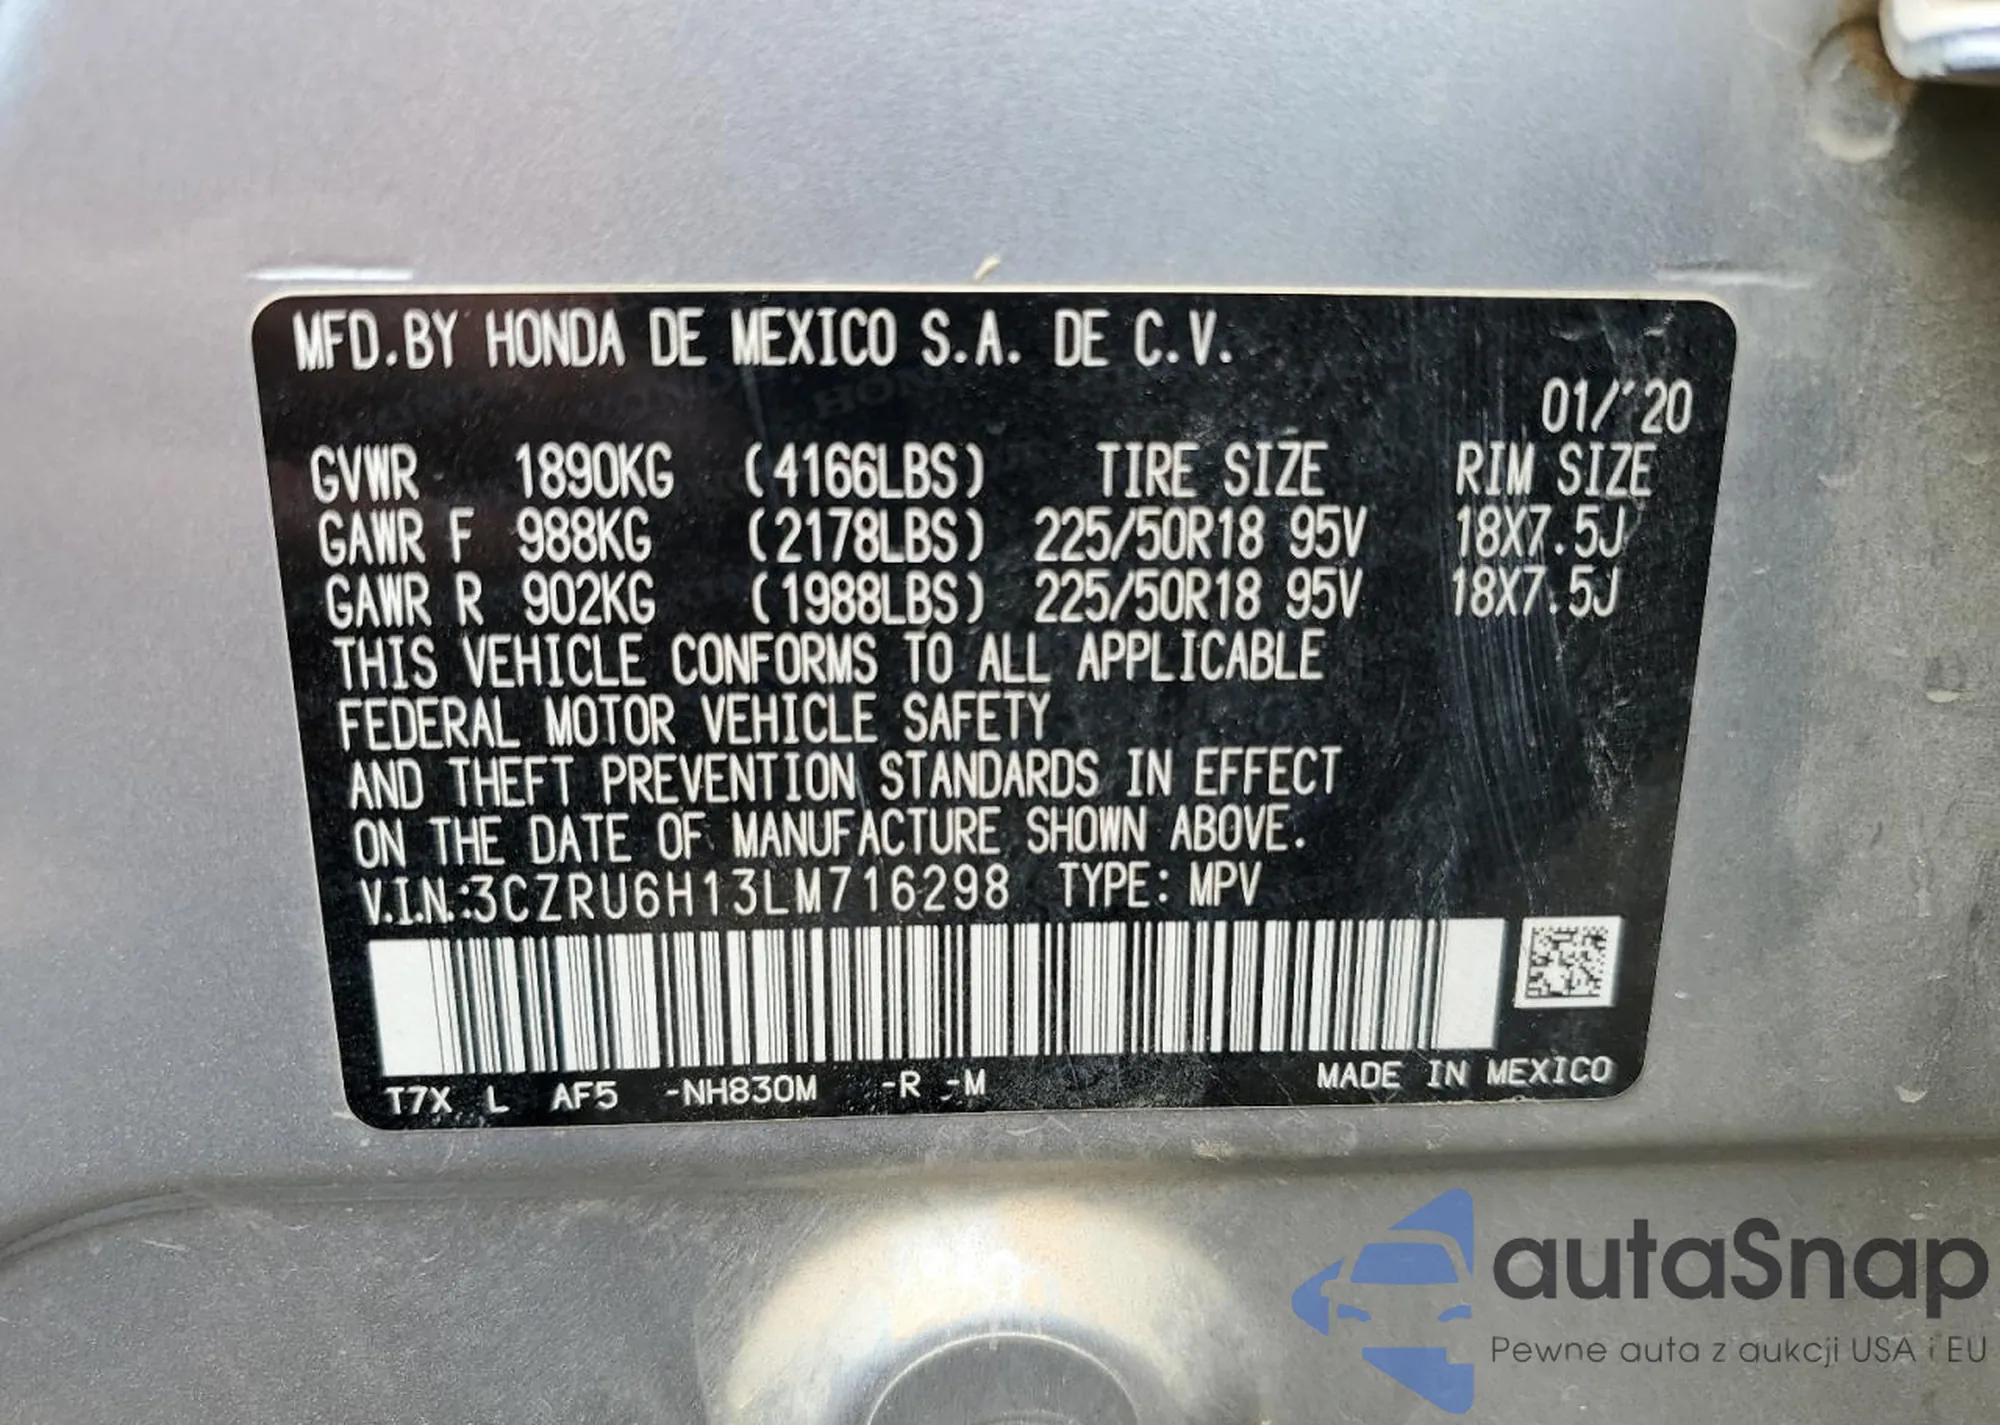 MFD.BY HONDA DE MEXICO S.A. DE C.V.
01/'20
GVWR 1890KG (4166LBS) TIRE SIZE RIM SIZE
GAWR F 988KG (2178LBS) 225/50R18 95V 18X7.5J
GAWR R 902KG (1988LBS) 225/50R18 95V 18X7.5J
THIS VEHICLE CONFORMS TO ALL APPLICABLE
FEDERAL MOTOR VEHICLE SAFETY
AND THEFT PREVENTION STANDARDS IN EFFECT
ON THE DATE OF MANUFACTURE SHOWN ABOVE.
V.I.N.:3CZRU6H13LM716298 TYPE: MPV
T7X L AF5 -NH830M -R -M MADE IN MEXICO
autaSnap
Pewne auta z aukcji USA i EU